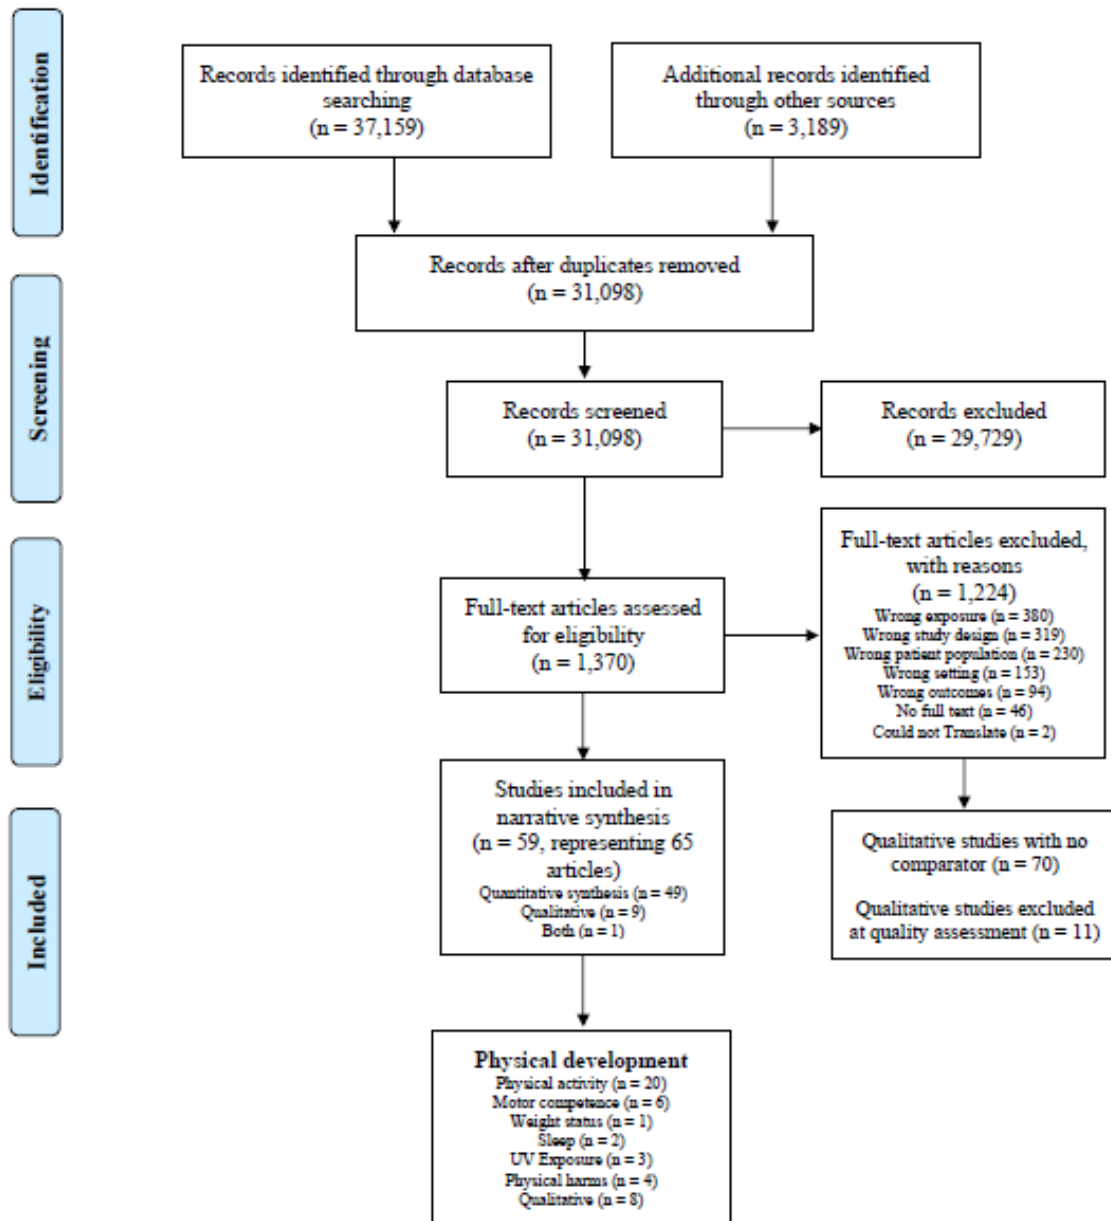 Identification
Records identified through database
searching
(n = 37,159)
Additional records identified
through other sources
(n = 3,189)
Records after duplicates removed
(n = 31,098)
Screening
Records screened
(n = 31,098)
Records excluded
(n = 29,729)
Eligibility
Full-text articles assessed
for eligibility
(n = 1,370)
Full-text articles excluded,
with reasons
(n = 1,224)
Wrong exposure (n = 380)
Wrong study design (n = 319)
Wrong patient population (n = 230)
Wrong setting (n = 153)
Wrong outcomes (n = 94)
No full text (n = 46)
Could not Translate (n = 2)
Included
Studies included in
narrative synthesis
(n = 59, representing 65
articles)
Quantitative synthesis (n = 49)
Qualitative (n = 9)
Both (n = 1)
Qualitative studies with no
comparator (n = 70)
Qualitative studies excluded
at quality assessment (n = 11)
Physical development
Physical activity (n = 20)
Motor competence (n = 6)
Weight status (n = 1)
Sleep (n = 2)
UV Exposure (n = 3)
Physical harms (n = 4)
Qualitative (n = 8)